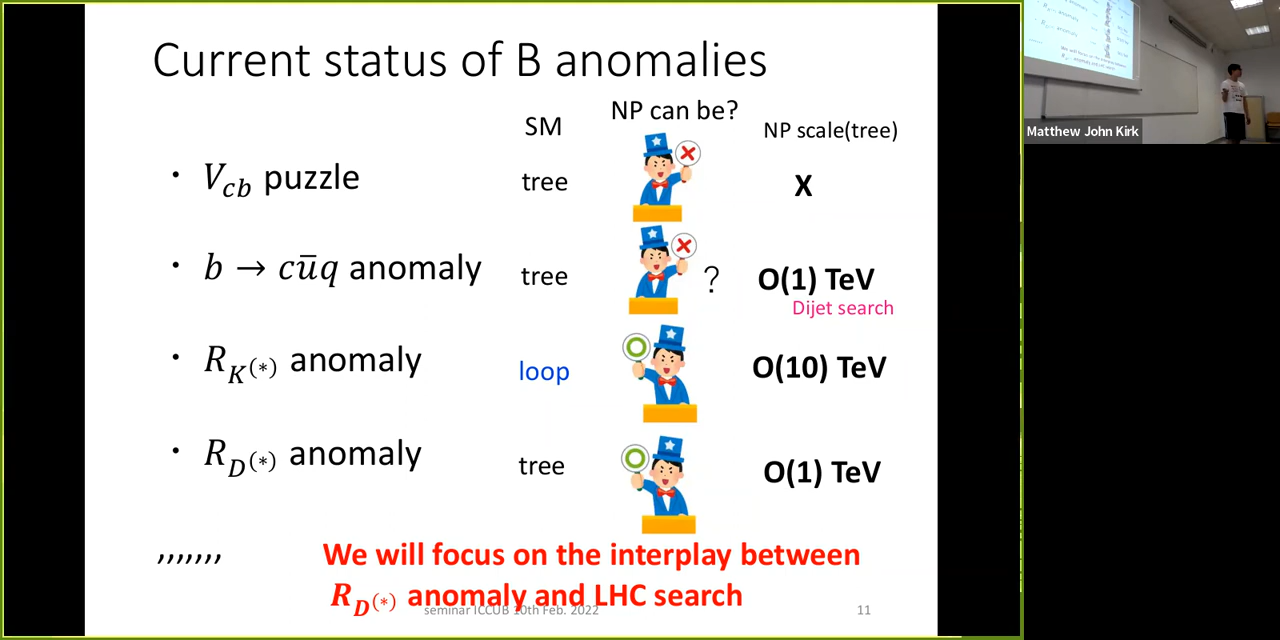 Current status of B anomalies
SM
NP can be?
NP scale(tree)
• V_cb puzzle
tree
X
• b → cūq anomaly
tree
?
O(1) TeV
Dijet search
• R_K(*) anomaly
loop
O(10) TeV
• R_D(*) anomaly
tree
O(1) TeV
,,,,,,,
We will focus on the interplay between
R_D(*) anomaly and LHC search
seminar ICCUB 10th Feb. 2022
11
Matthew John Kirk